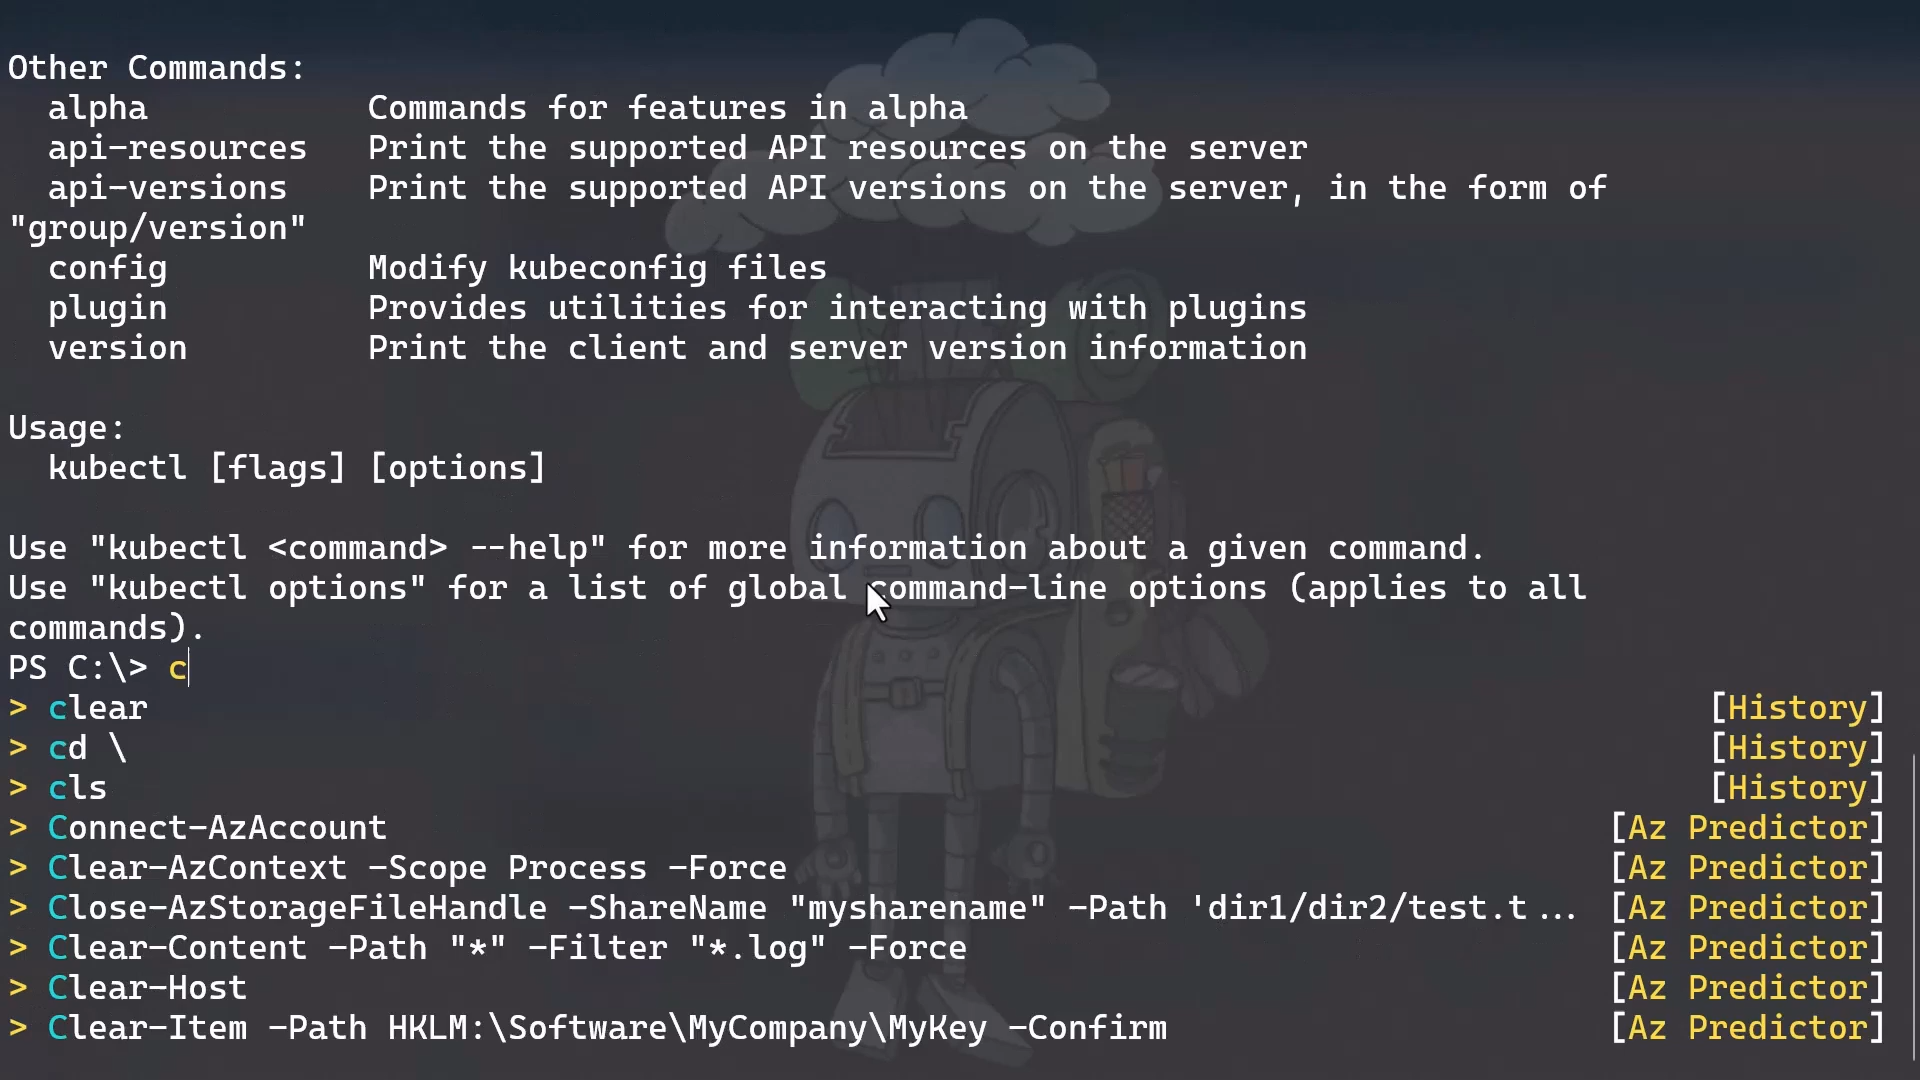 Other Commands:
  alpha           Commands for features in alpha
  api-resources   Print the supported API resources on the server
  api-versions    Print the supported API versions on the server, in the form of
"group/version"
  config          Modify kubeconfig files
  plugin          Provides utilities for interacting with plugins
  version         Print the client and server version information

Usage:
  kubectl [flags] [options]

Use "kubectl <command> --help" for more information about a given command.
Use "kubectl options" for a list of global command-line options (applies to all
commands).
PS C:\> c
> clear [History]
> cd \ [History]
> cls [History]
> Connect-AzAccount [Az Predictor]
> Clear-AzContext -Scope Process -Force [Az Predictor]
> Close-AzStorageFileHandle -ShareName "mysharename" -Path 'dir1/dir2/test.t... [Az Predictor]
> Clear-Content -Path "*" -Filter "*.log" -Force [Az Predictor]
> Clear-Host [Az Predictor]
> Clear-Item -Path HKLM:\Software\MyCompany\MyKey -Confirm [Az Predictor]